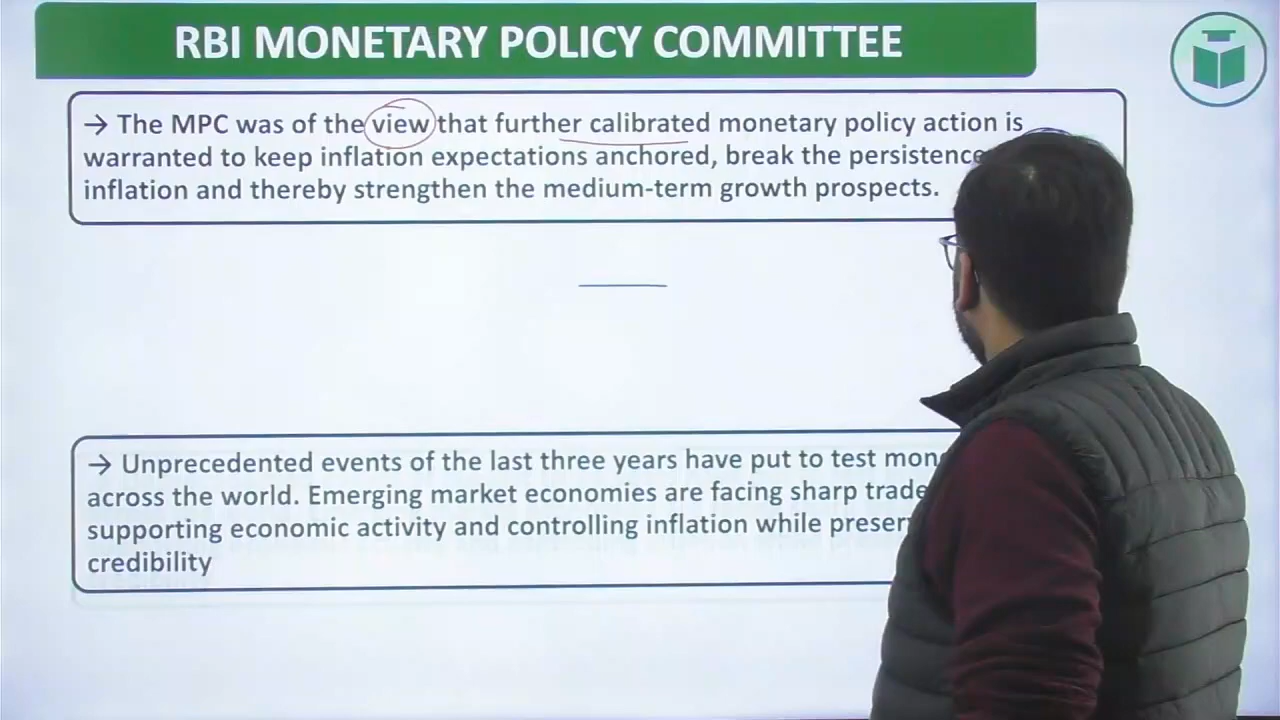 RBI MONETARY POLICY COMMITTEE
→ The MPC was of the view that further calibrated monetary policy action is
warranted to keep inflation expectations anchored, break the persistence
inflation and thereby strengthen the medium-term growth prospects.
→ Unprecedented events of the last three years have put to test
across the world. Emerging market economies are facing sharp
supporting economic activity and controlling inflation while
credibility